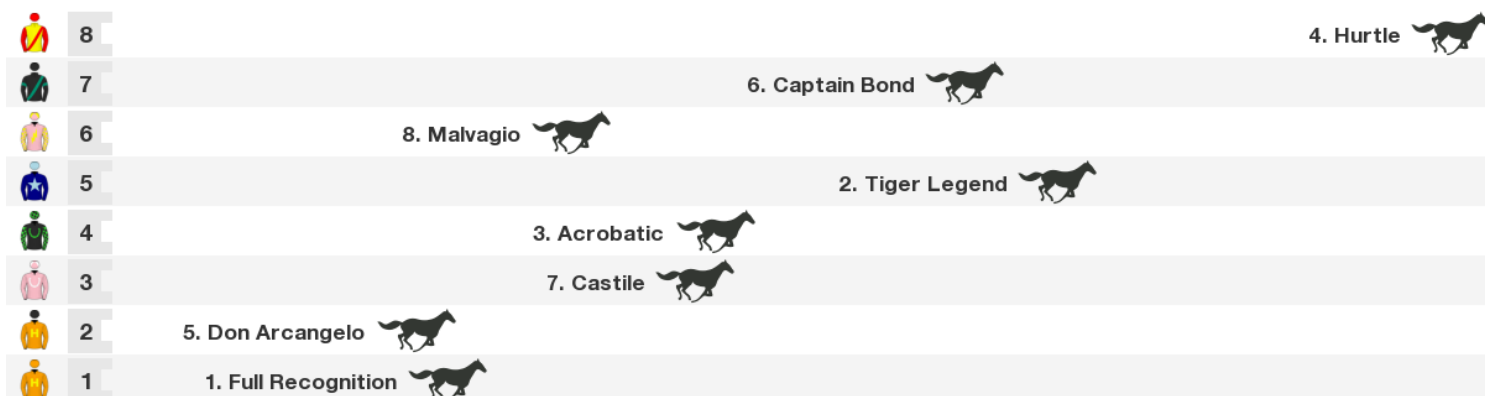 8 4. Hurtle
7 6. Captain Bond
6 8. Malvagio
5 2. Tiger Legend
4 3. Acrobatic
3 7. Castile
H 2 5. Don Arcangelo
H 1 1. Full Recognition